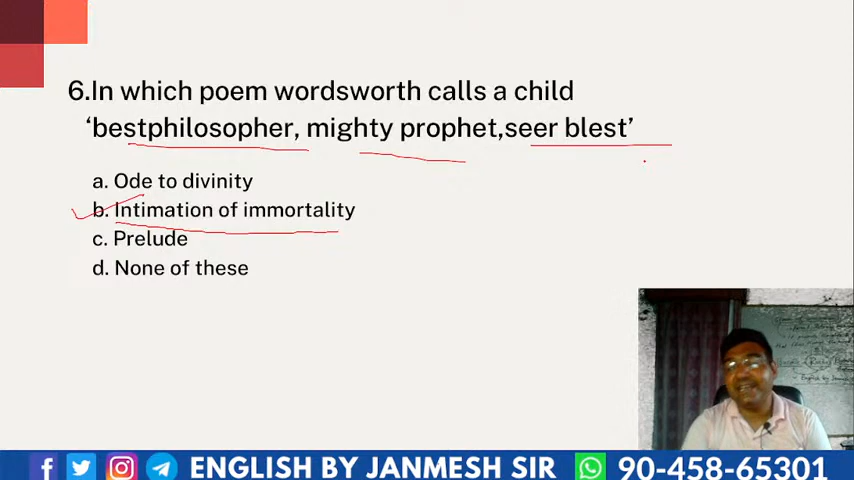 6.In which poem wordsworth calls a child
‘bestphilosopher, mighty prophet,seer blest’
a. Ode to divinity
b. Intimation of immortality
c. Prelude
d. None of these
ENGLISH BY JANMESH SIR 90-458-65301